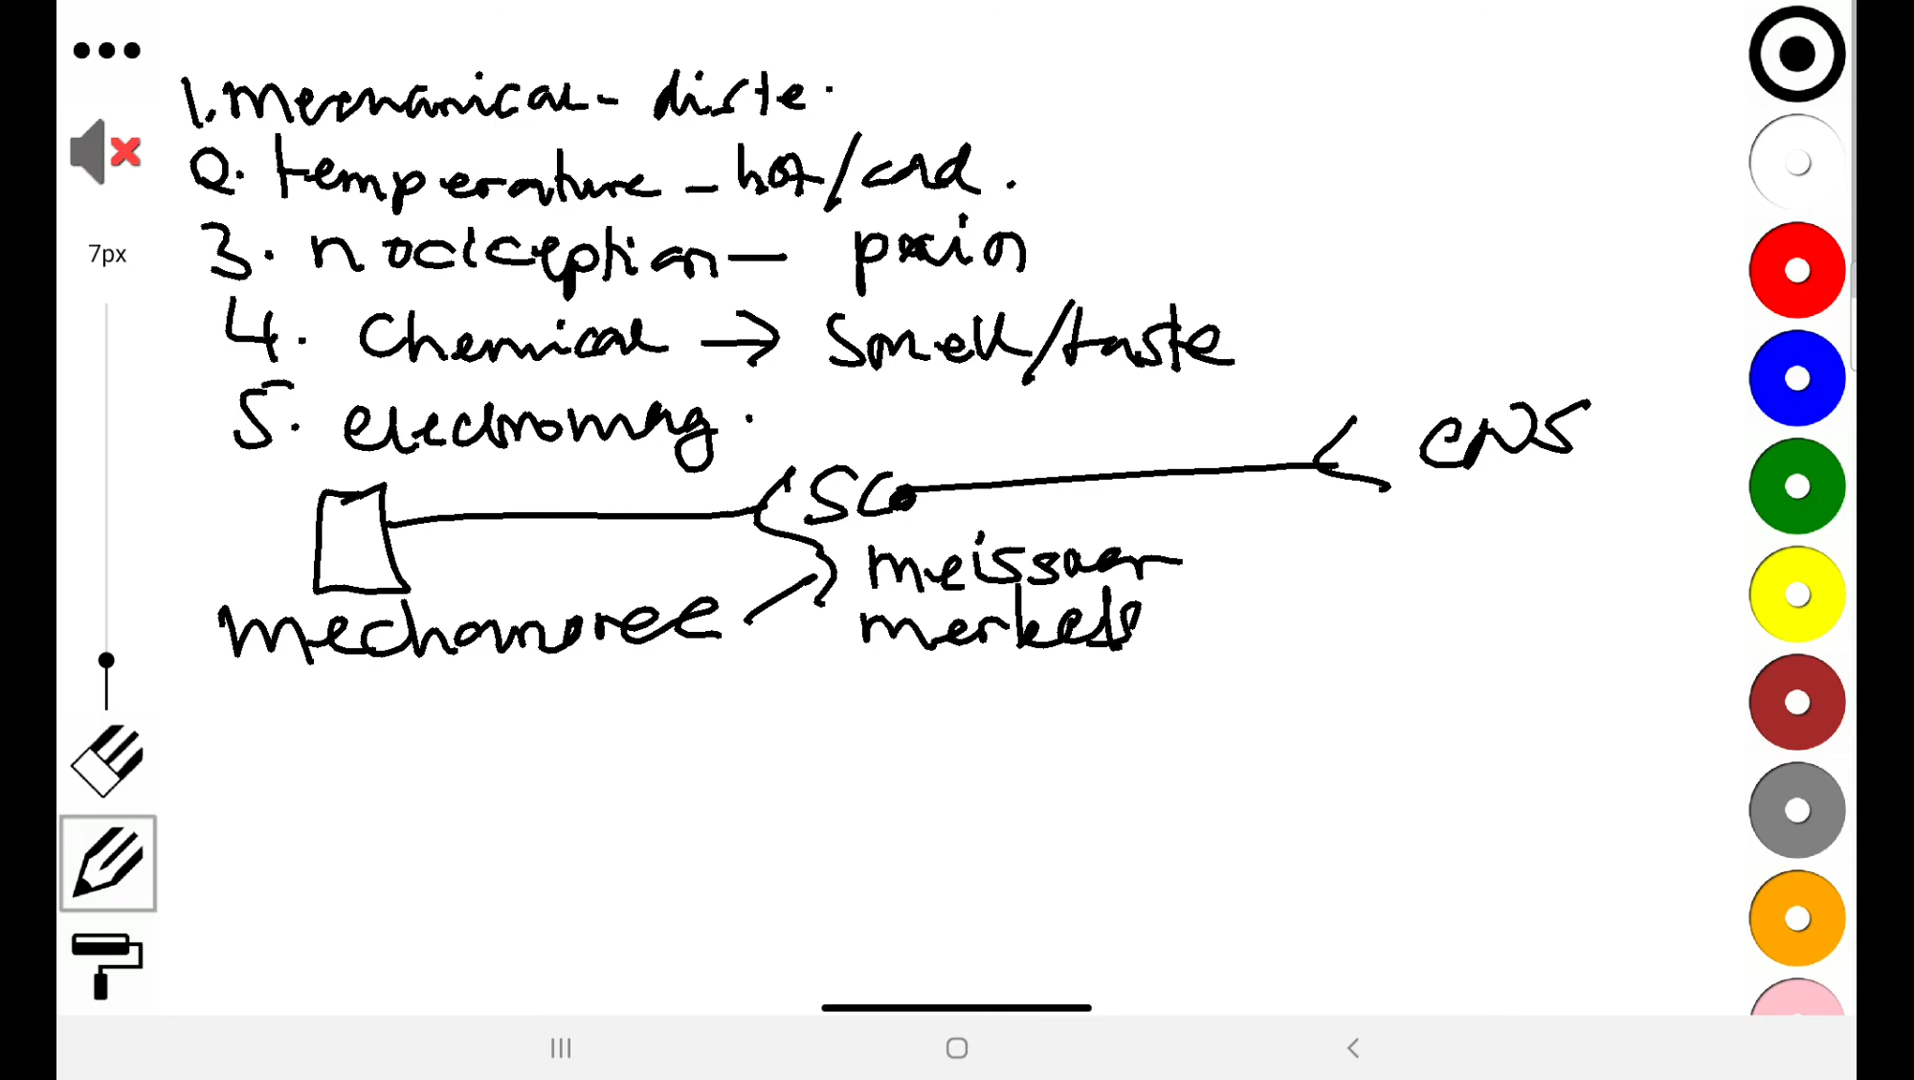 7px
1. mechanical - diste.
2. temperature - hot/cold.
3. nociception - pain
4. Chemical → Smell/taste
5. electromag.
SC CNS
meissner
mechanoree merkels